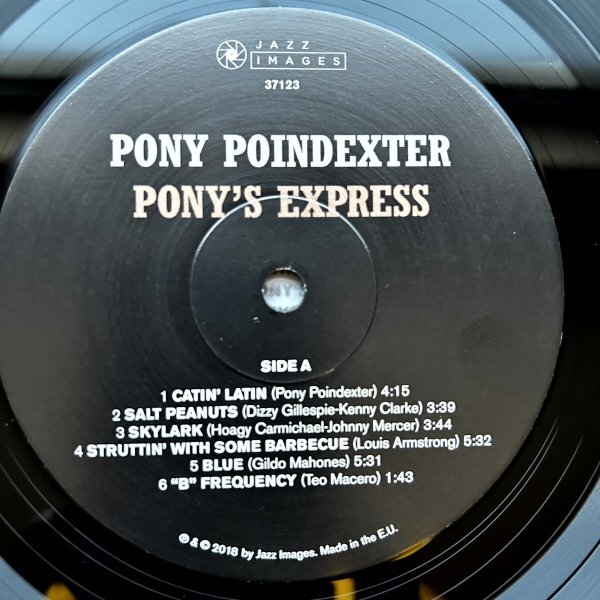 JAZZ
IMAGES
37123
PONY POINDEXTER
PONY'S EXPRESS
SIDE A
1 CATIN' LATIN (Pony Poindexter) 4:15
2 SALT PEANUTS (Dizzy Gillespie-Kenny Clarke) 3:39
3 SKYLARK (Hoagy Carmichael-Johnny Mercer) 3:44
4 STRUTTIN' WITH SOME BARBECUE (Louis Armstrong) 5:32
5 BLUE (Gildo Mahones) 5:31
6 "B" FREQUENCY (Teo Macero) 1:43
℗ & © 2018 by Jazz Images. Made in the E.U.